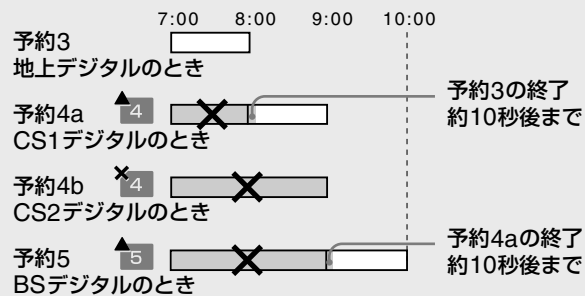 7:00 8:00 9:00 10:00
予約3
地上デジタルのとき
予約3の終了
約10秒後まで
予約4a ▲ 4
CS1デジタルのとき
予約4b × 4
CS2デジタルのとき
予約4aの終了
約10秒後まで
予約5 ▲ 5
BSデジタルのとき